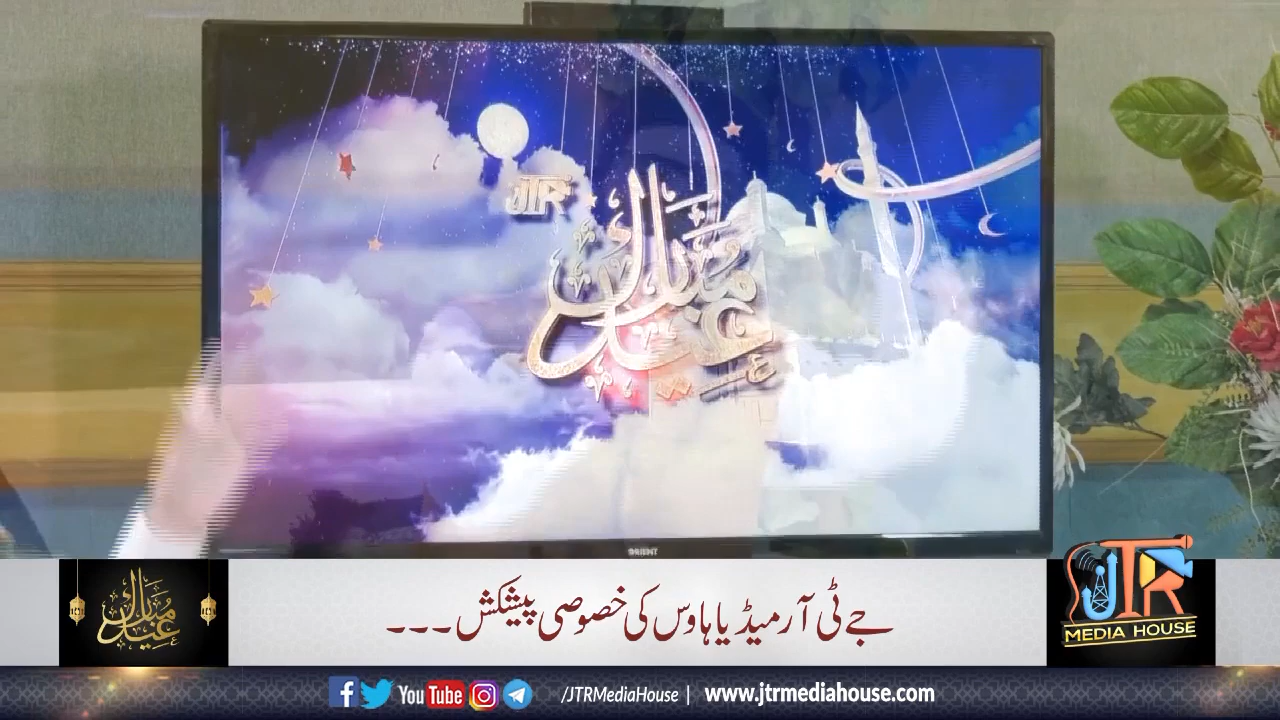 JTR
عید مبارک
ORIENT
عید مبارک
جے ٹی آر میڈیا ہاوس کی خصوصی پیشکش ۔۔۔
JTR
MEDIA HOUSE
You Tube /JTRMediaHouse | www.jtrmediahouse.com